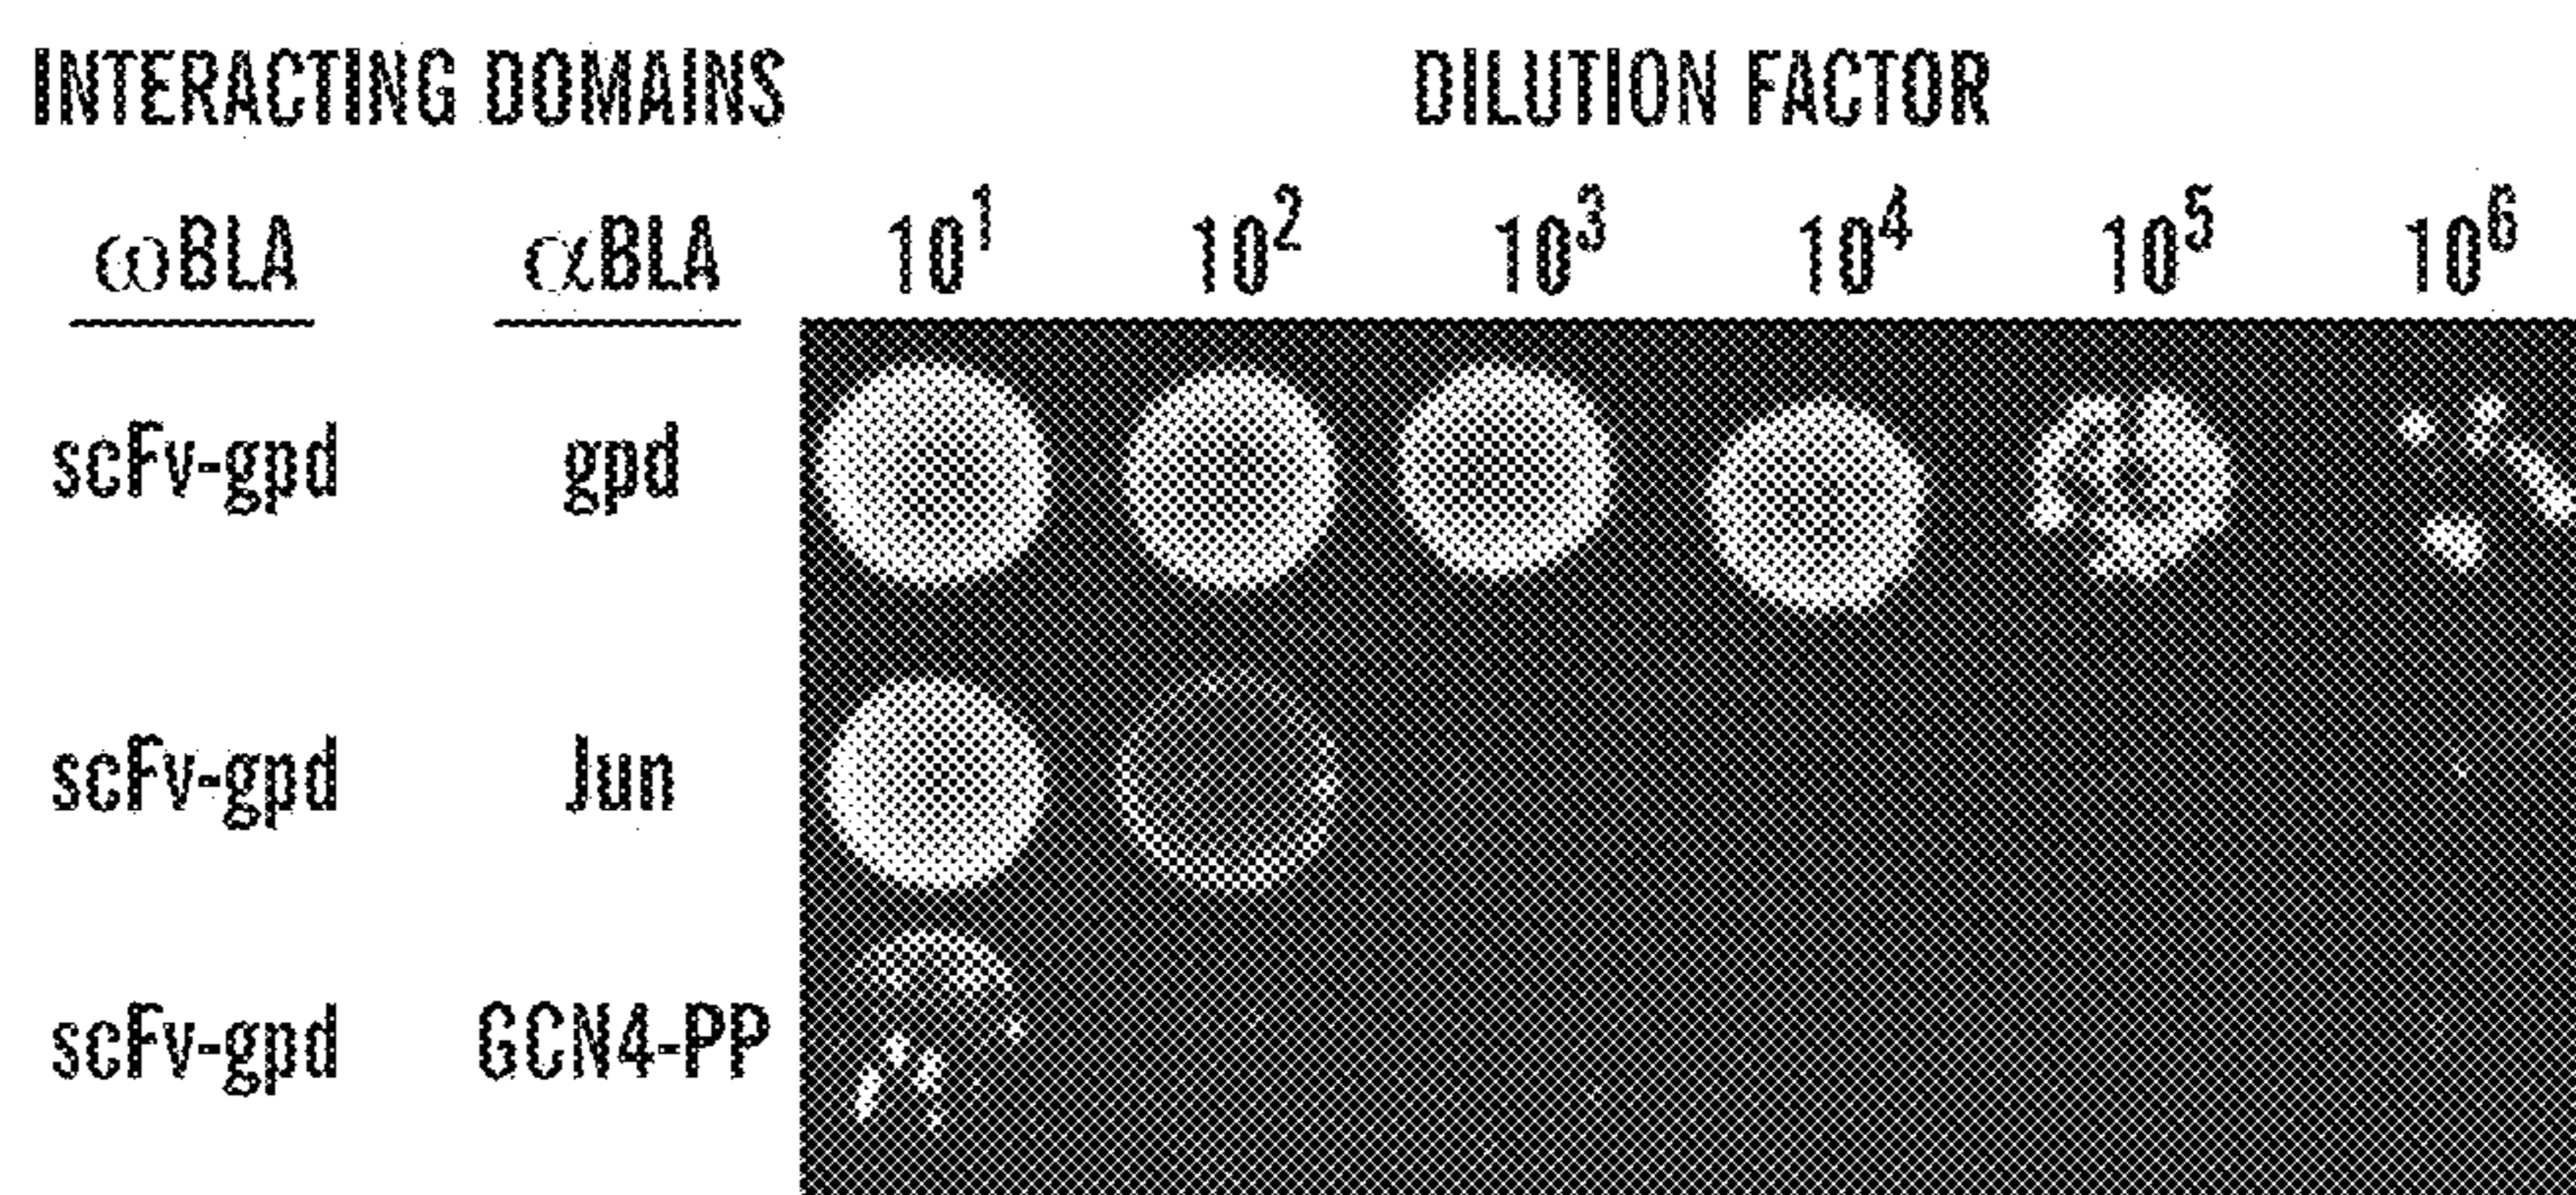 INTERACTING DOMAINS DILUTION FACTOR
ωBLA αBLA 10¹ 10² 10³ 10⁴ 10⁵ 10⁶
scFv-gpd gpd
scFv-gpd Jun
scFv-gpd GCN4-PP